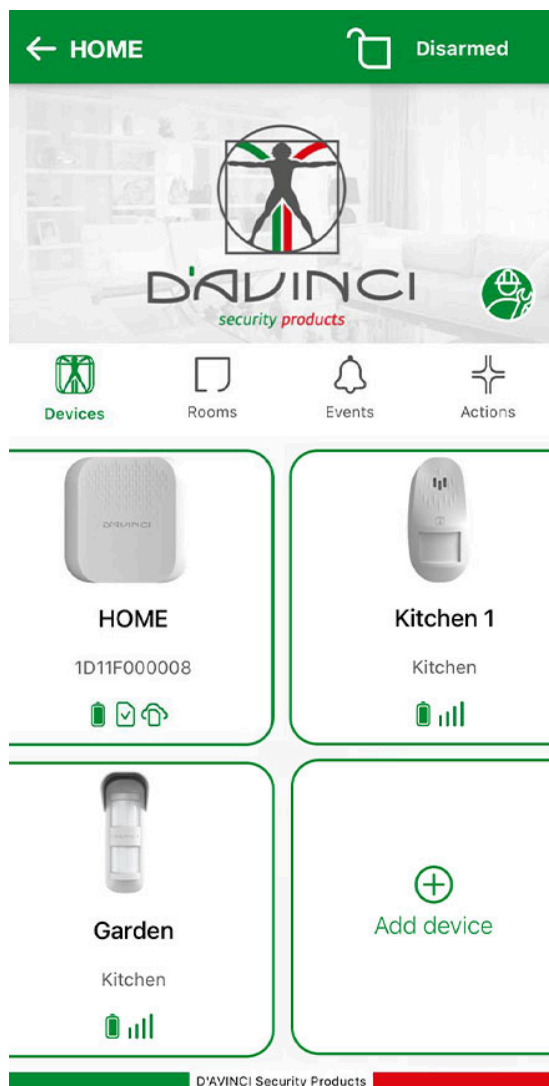 HOME
Disarmed
D'AVINCI
security products
Devices
Rooms
Events
Actions
D'AVINCI
HOME
1D11F000008
Kitchen 1
Kitchen
Garden
Kitchen
Add device
D'AVINCI Security Products